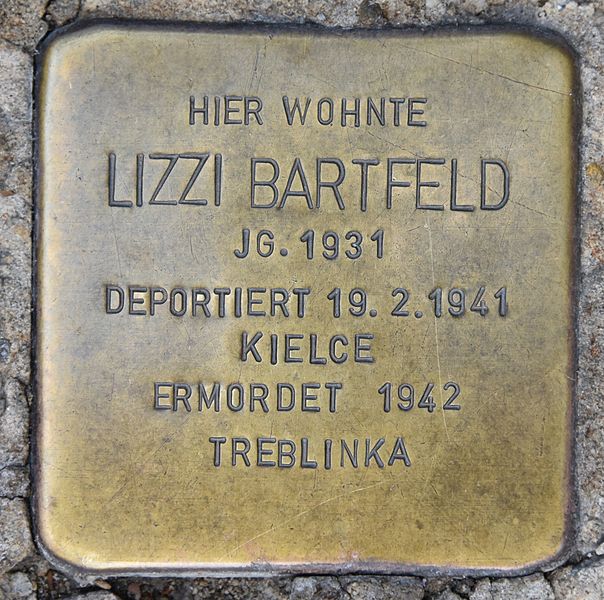 HIER WOHNTE
LIZZI BARTFELD
JG. 1931
DEPORTIERT 19.2.1941
KIELCE
ERMORDET 1942
TREBLINKA